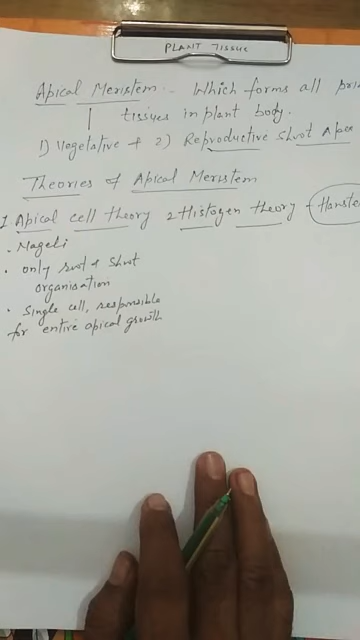 PLANT TISSUE
Apical Meristem - Which forms all pri
tissues in plant body.
1) Vegetative & 2) Reproductive Shoot Apex
Theories of Apical Meristem
1. Apical cell theory 2 Histogen theory - Hanste
• Nageli
• only root & Shoot
organisation
• Single cell, responsible
for entire apical growth